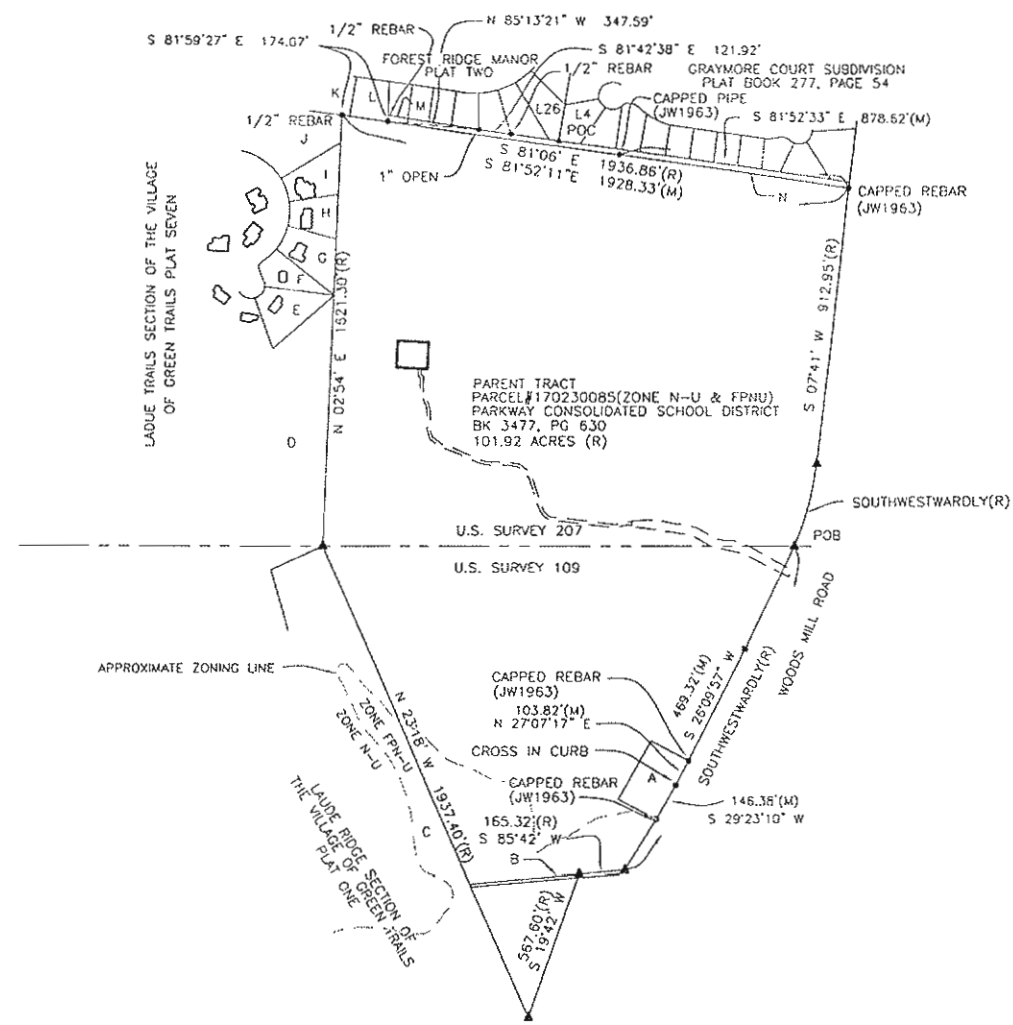 N 85°13'21" W 347.59'
1/2" REBAR
S 81°59'27" E 174.07'
S 81°42'38" E 121.92'
FOREST RIDGE MANOR
PLAT TWO
1/2" REBAR
GRAYMORE COURT SUBDIVISION
PLAT BOOK 277, PAGE 54
K
L
M
L26
L4
POC
CAPPED PIPE
(JW1963)
S 81°52'33" E 878.62'(M)
1/2" REBAR
J
S 81°06' E 1936.86'(R)
S 81°52'11"E 1928.33'(M)
1" OPEN
N
CAPPED REBAR
(JW1963)
I
H
G
F
E
D
LADUE TRAILS SECTION OF THE VILLAGE
OF GREEN TRAILS PLAT SEVEN
N 02°54' E 1621.30'(R)
S 07°41' W 912.95'(R)
PARENT TRACT
PARCEL#170230085(ZONE N-U & FPNU)
PARKWAY CONSOLIDATED SCHOOL DISTRICT
BK 3477, PG 630
101.92 ACRES (R)
SOUTHWESTWARDLY(R)
U.S. SURVEY 207
POB
U.S. SURVEY 109
WOODS MILL ROAD
APPROXIMATE ZONING LINE
CAPPED REBAR
(JW1963)
469.32'(M)
S 26°09'57" W
SOUTHWESTWARDLY(R)
103.82'(M)
N 27°07'17" E
N 23°18' W 1937.40'(R)
ZONE FPN-U
ZONE N-U
CROSS IN CURB
A
CAPPED REBAR
(JW1963)
146.38'(M)
S 29°23'10" W
165.32'(R)
S 85°42' W
B
C
LAUDE RIDGE SECTION OF
THE VILLAGE OF GREEN TRAILS
PLAT ONE
567.60'(R)
S 19°42' W